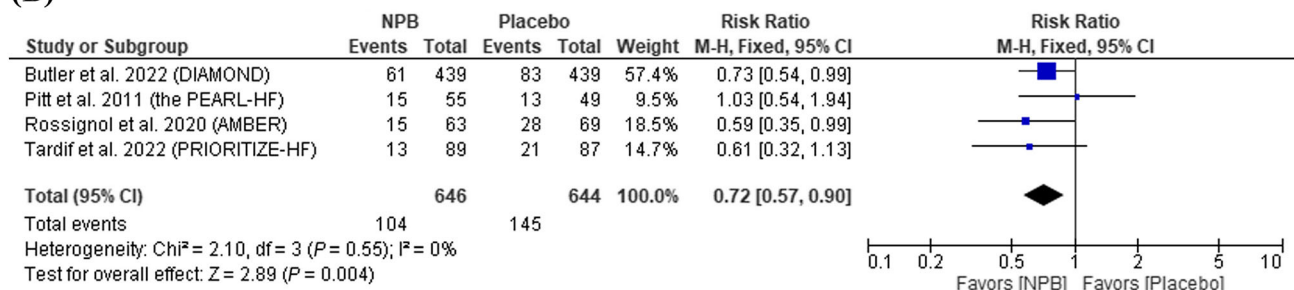 (B)
NPB Placebo Risk Ratio Risk Ratio
Study or Subgroup Events Total Events Total Weight M-H, Fixed, 95% CI M-H, Fixed, 95% CI
Butler et al. 2022 (DIAMOND) 61 439 83 439 57.4% 0.73 [0.54, 0.99]
Pitt et al. 2011 (the PEARL-HF) 15 55 13 49 9.5% 1.03 [0.54, 1.94]
Rossignol et al. 2020 (AMBER) 15 63 28 69 18.5% 0.59 [0.35, 0.99]
Tardif et al. 2022 (PRIORITIZE-HF) 13 89 21 87 14.7% 0.61 [0.32, 1.13]
Total (95% CI) 646 644 100.0% 0.72 [0.57, 0.90]
Total events 104 145
Heterogeneity: Chi² = 2.10, df = 3 (P = 0.55); I² = 0%
Test for overall effect: Z = 2.89 (P = 0.004)
0.1 0.2 0.5 1 2 5 10
Favors [NPB] Favors [Placebo]